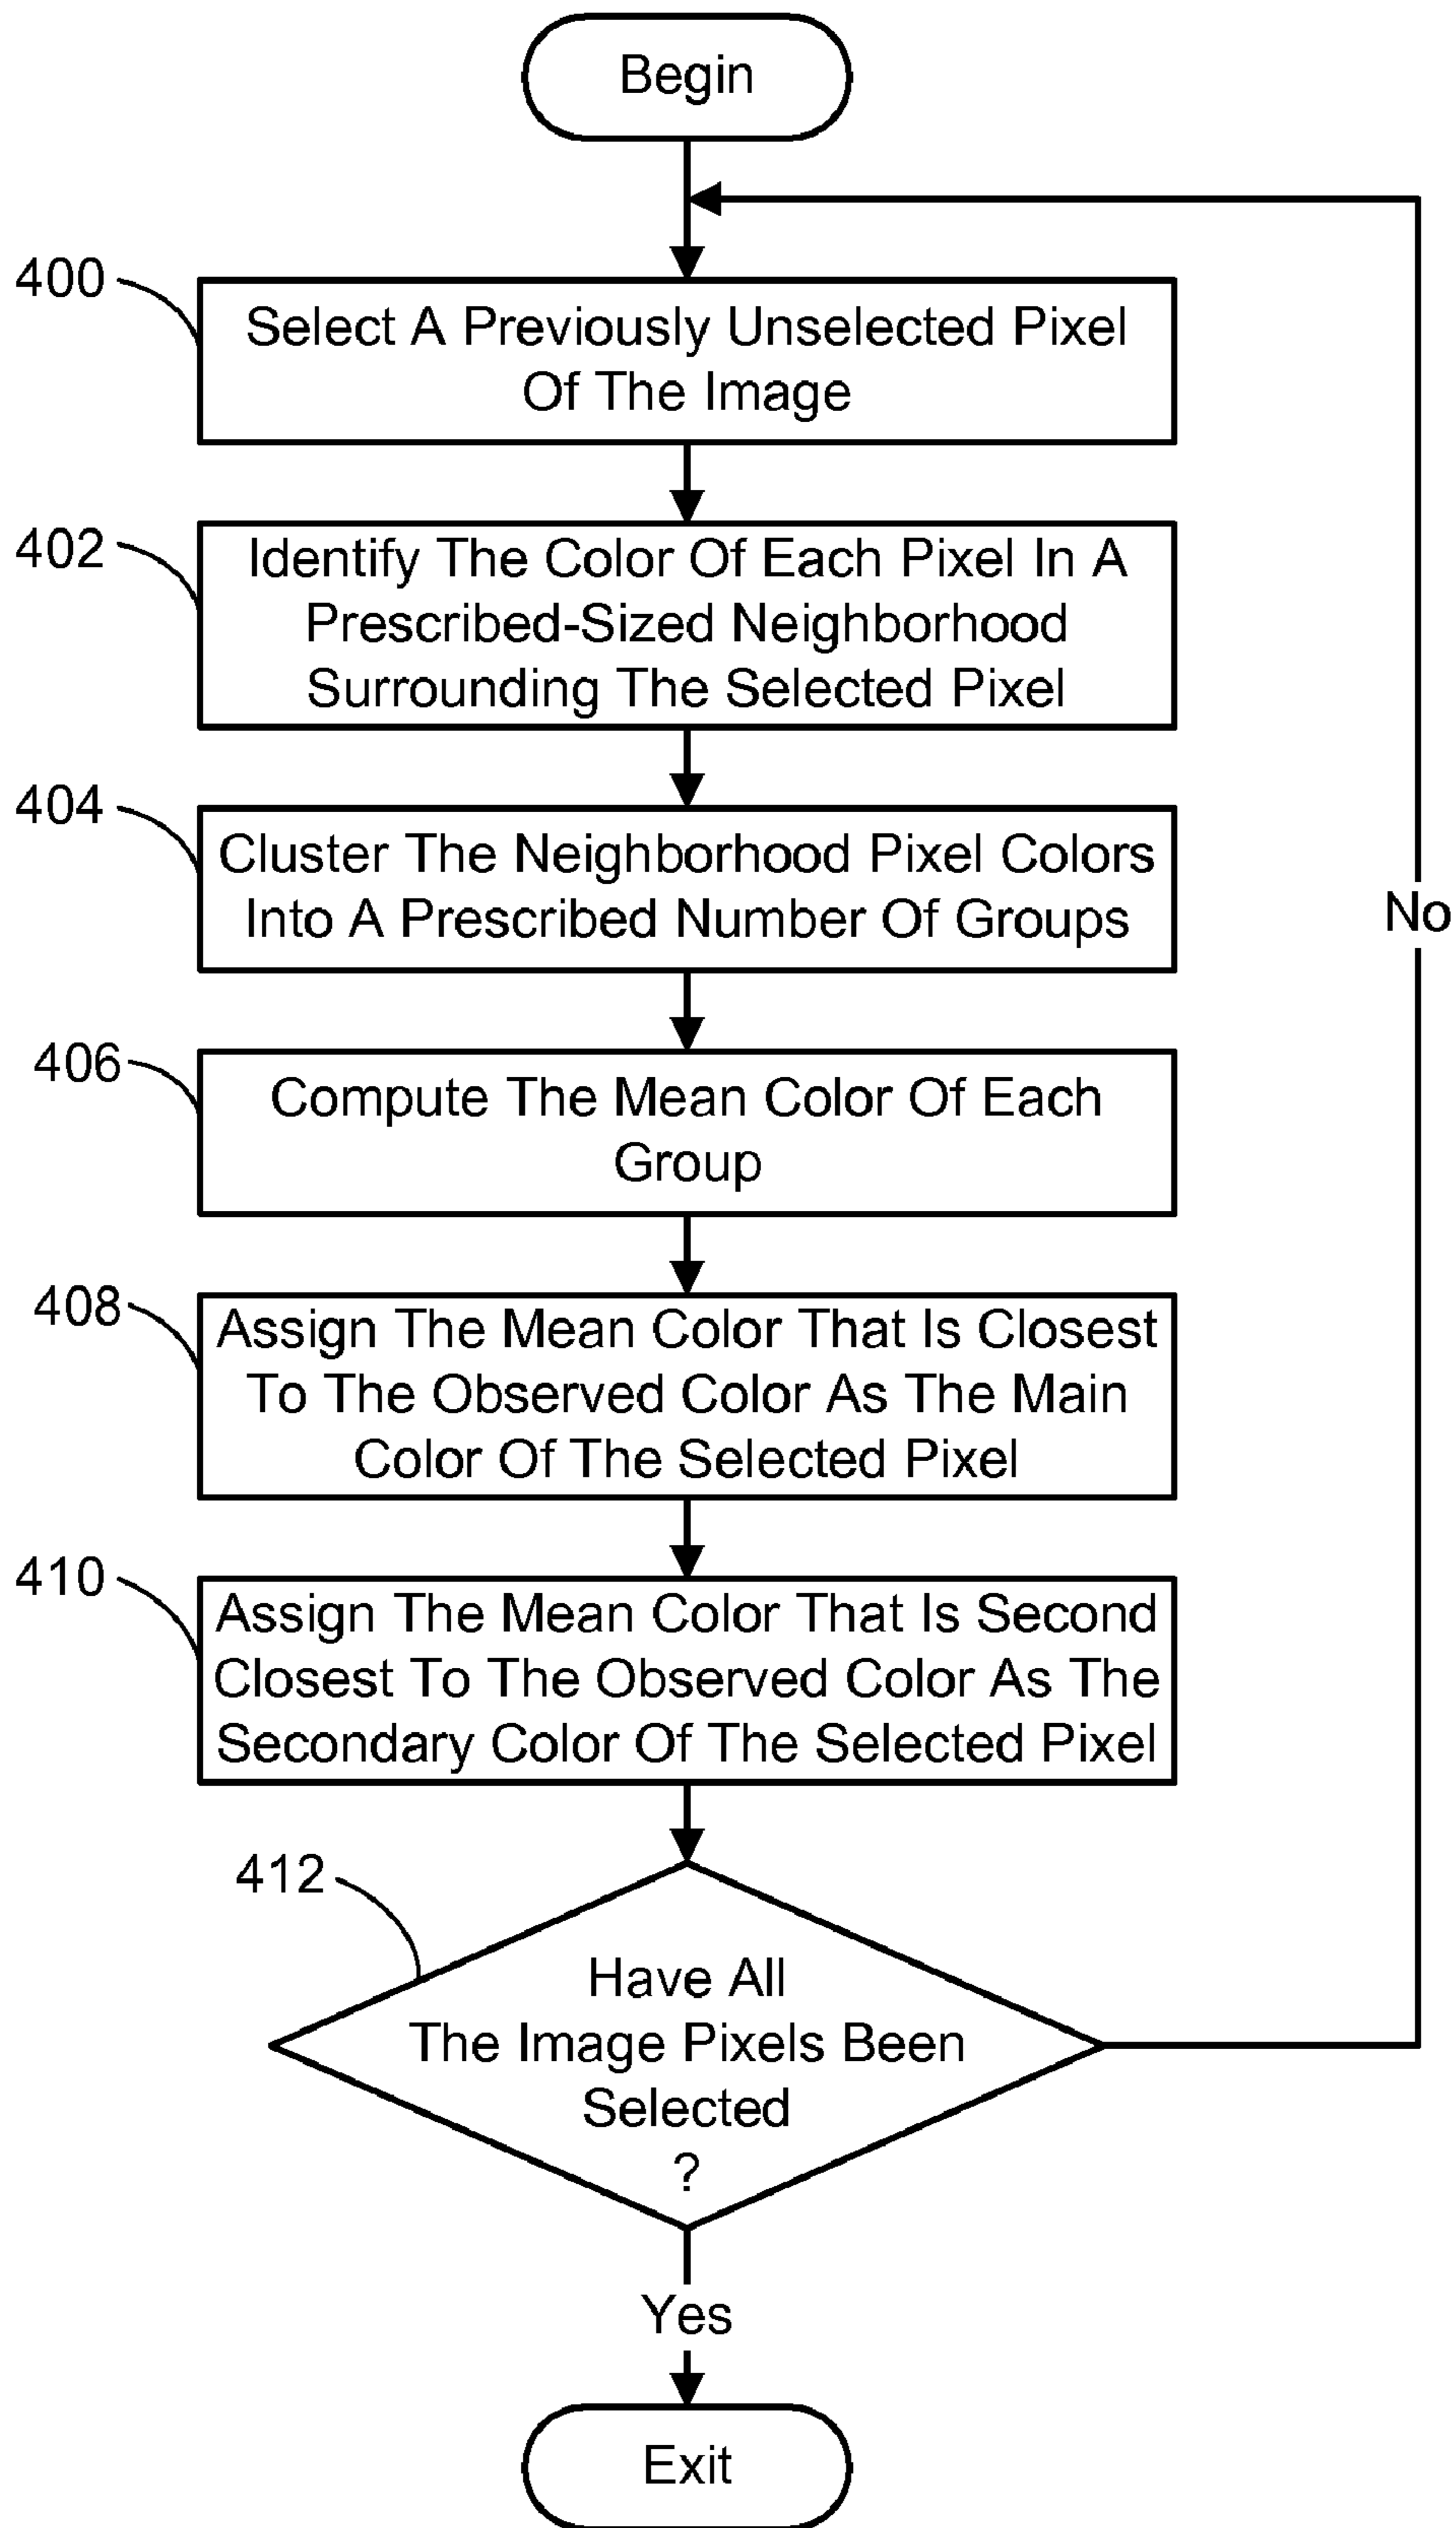 Begin
400
Select A Previously Unselected Pixel
Of The Image
402
Identify The Color Of Each Pixel In A
Prescribed-Sized Neighborhood
Surrounding The Selected Pixel
404
Cluster The Neighborhood Pixel Colors
Into A Prescribed Number Of Groups
No
406
Compute The Mean Color Of Each
Group
408
Assign The Mean Color That Is Closest
To The Observed Color As The Main
Color Of The Selected Pixel
410
Assign The Mean Color That Is Second
Closest To The Observed Color As The
Secondary Color Of The Selected Pixel
412
Have All
The Image Pixels Been
Selected
?
Yes
Exit